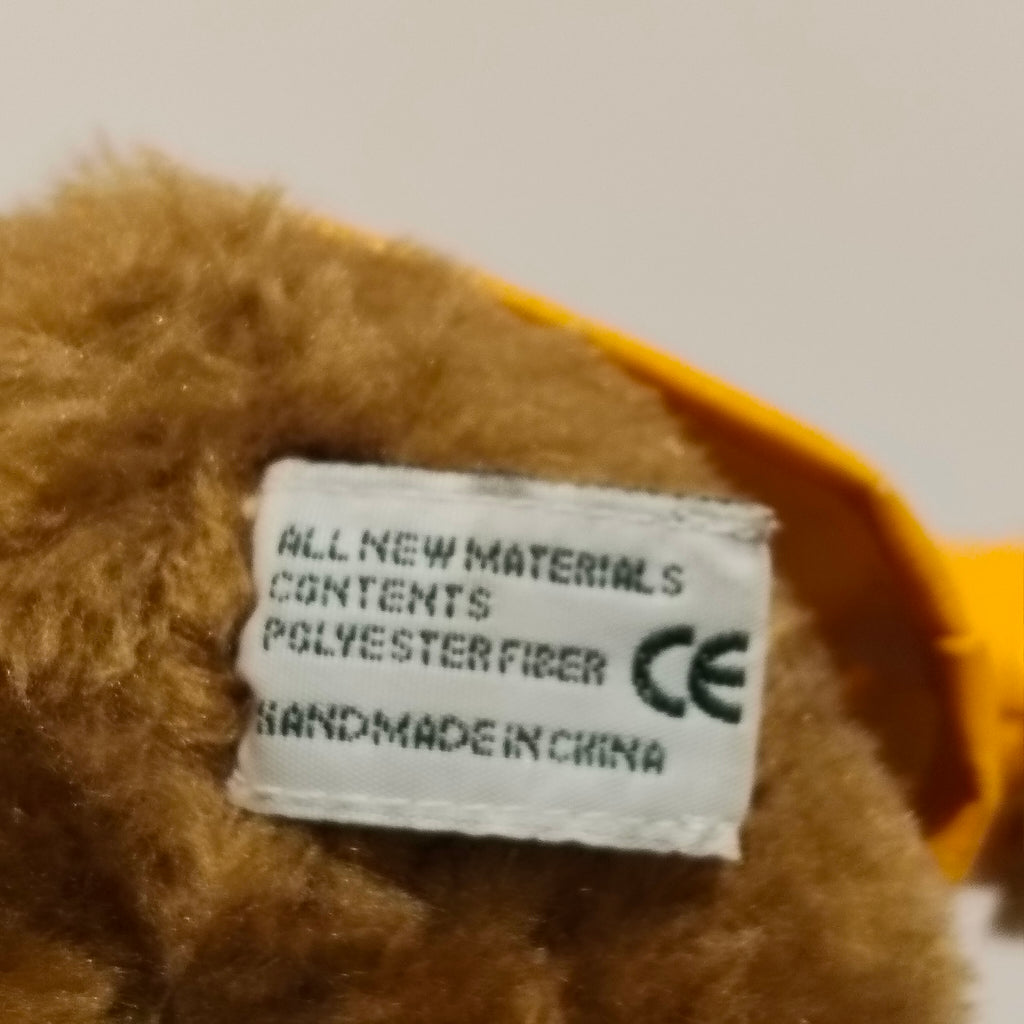 ALL NEW MATERIALS
CONTENTS
POLYESTER FIBER
CE
HANDMADE IN CHINA